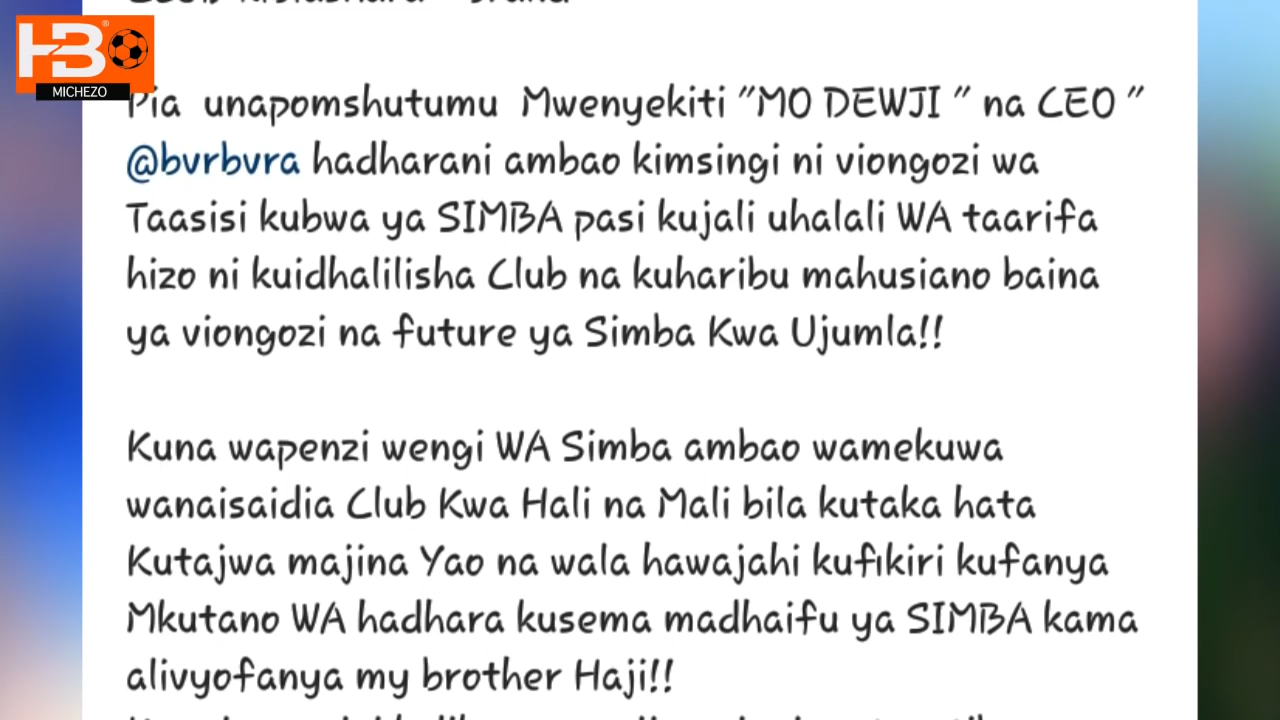 HB
MICHEZO
Pia unapomshutumu Mwenyekiti "MO DEWJI " na CEO "
@bvrbvra hadharani ambao kimsingi ni viongozi wa
Taasisi kubwa ya SIMBA pasi kujali uhalali WA taarifa
hizo ni kuidhalilisha Club na kuharibu mahusiano baina
ya viongozi na future ya Simba Kwa Ujumla!!
Kuna wapenzi wengi WA Simba ambao wamekuwa
wanaisaidia Club Kwa Hali na Mali bila kutaka hata
Kutajwa majina Yao na wala hawajahi kufikiri kufanya
Mkutano WA hadhara kusema madhaifu ya SIMBA kama
alivyofanya my brother Haji!!